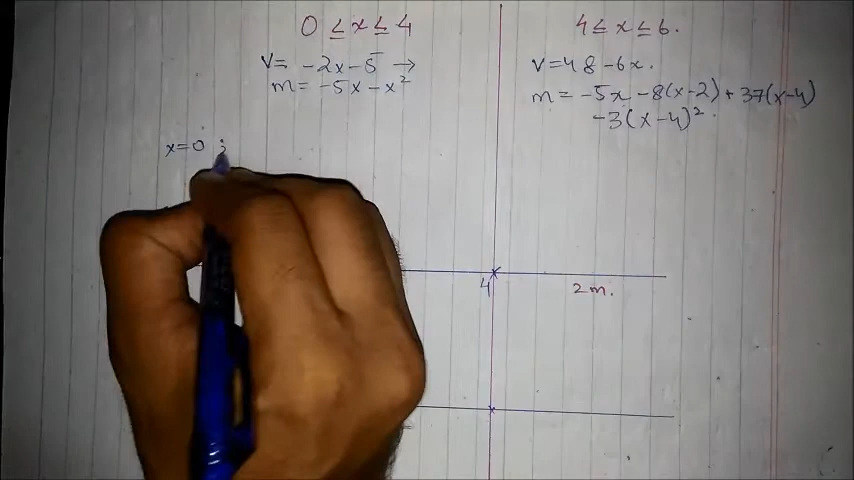 0 ≤ x ≤ 4
V = -2x - 5 →
m = -5x - x²
4 ≤ x ≤ 6.
V = 48 - 6x.
m = -5x - 8(x-2) + 37(x-4)
-3(x-4)².
x=0 ;
4
2m.